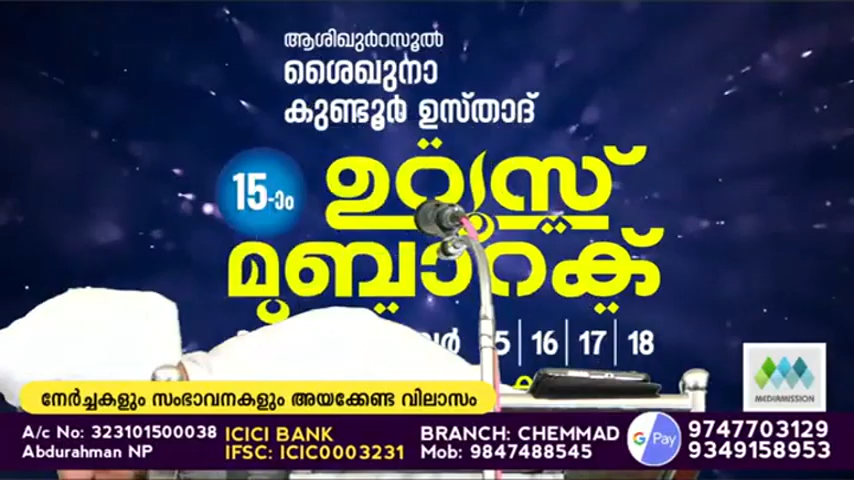 ആശിഖുർറസൂൽ
ശൈഖുനാ
കുണ്ടൂർ ഉസ്താദ്
15-ാം
ഉറൂസ്
മുബാറക്
5 | 16 | 17 | 18
MEDIAMISSION
നേർച്ചകളും സംഭാവനകളും അയക്കേണ്ട വിലാസം
A/c No: 323101500038
Abdurahman NP
ICICI BANK
IFSC: ICIC0003231
BRANCH: CHEMMAD
Mob: 9847488545
G Pay
9747703129
9349158953